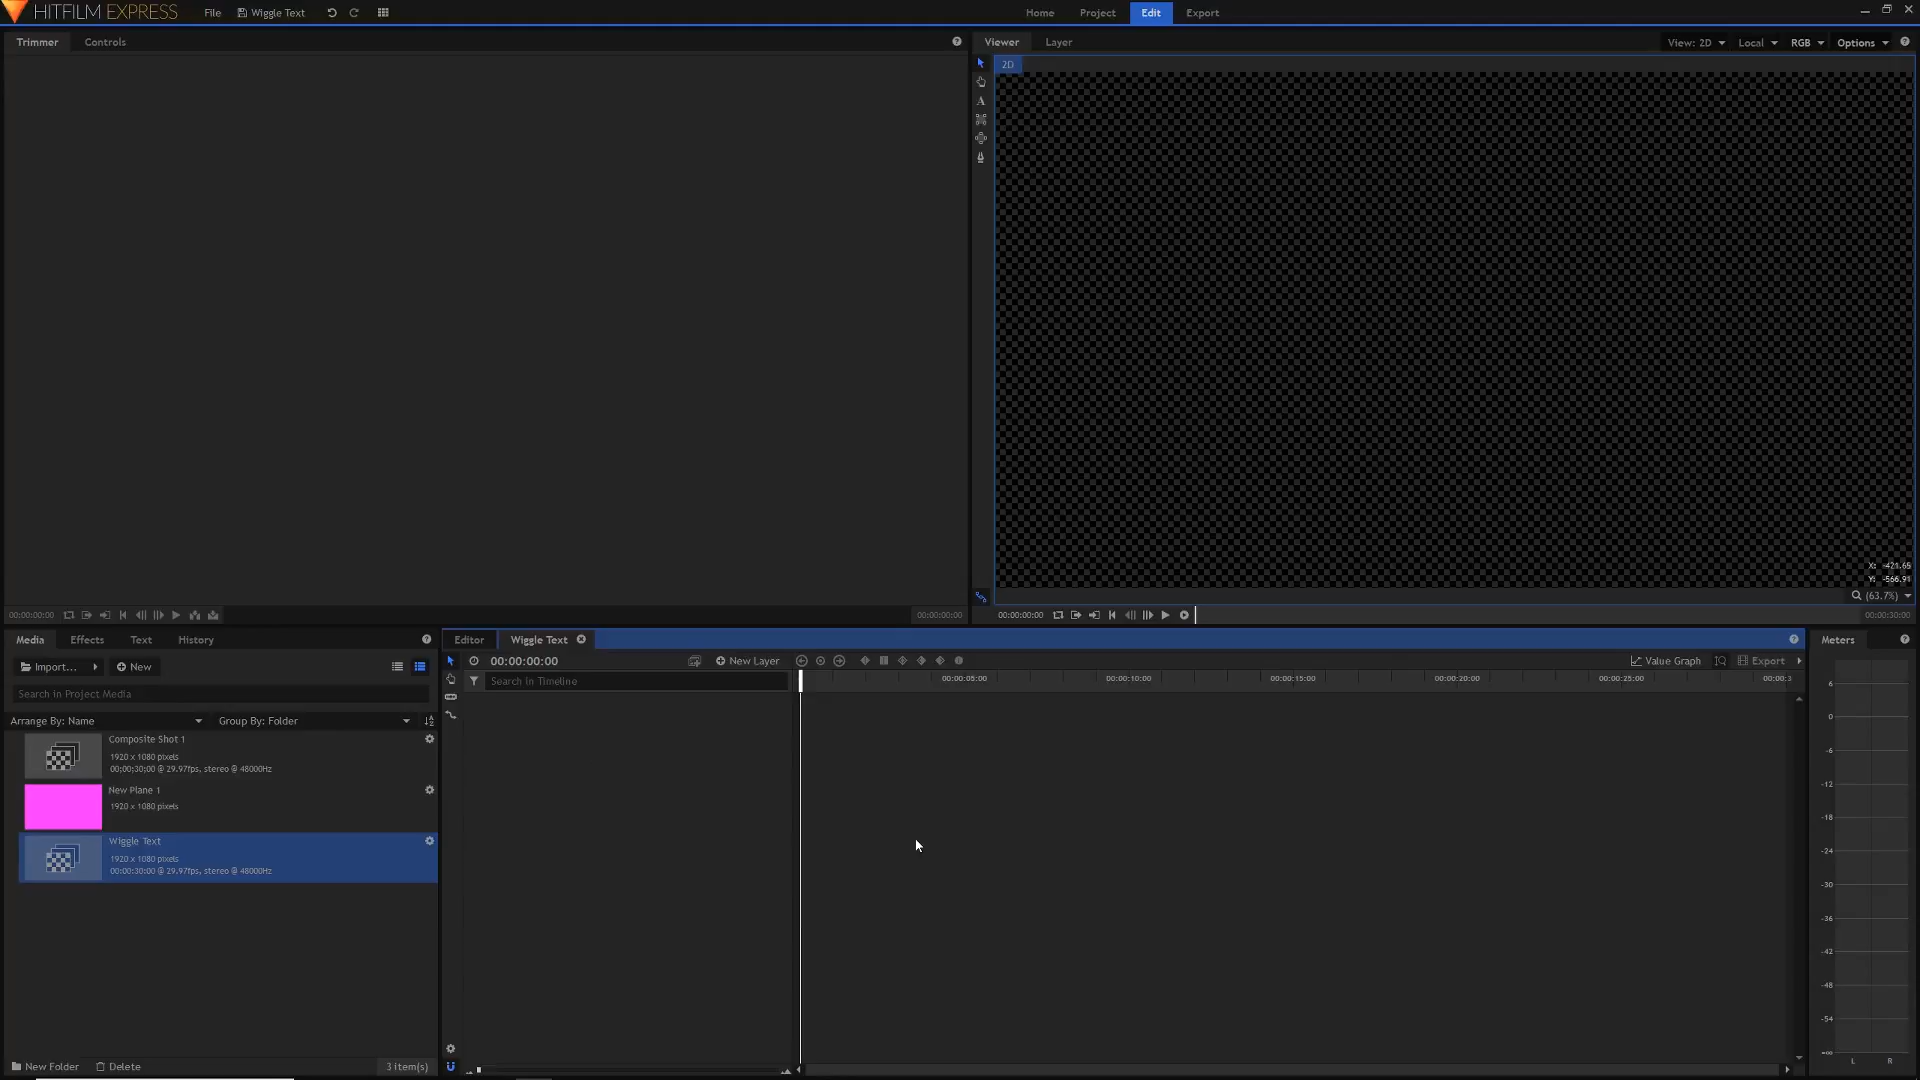 HITFILM EXPRESS File Wiggle Text Home Project Edit Export
Trimmer Controls Viewer Layer View: 2D Local RGB Options
2D
X: -421.65
Y: -566.91
(63.7%)
00:00:00:00 00:00:00:00 00:00:00:00 00:00:30:00
Media Effects Text History Editor Wiggle Text Meters
Import... New 00:00:00:00 New Layer Value Graph Export
Search in Project Media Search in Timeline 00:00:05:00 00:00:10:00 00:00:15:00 00:00:20:00 00:00:25:00 00:00:3
Arrange By: Name Group By: Folder
Composite Shot 1
1920 x 1080 pixels
00;00;30;00 @ 29.97fps, stereo @ 48000Hz
New Plane 1
1920 x 1080 pixels
Wiggle Text
1920 x 1080 pixels
00:00:30:00 @ 29.97fps, stereo @ 48000Hz
6
0
-6
-12
-18
-24
-30
-36
-42
-48
-54
-∞
L R
New Folder Delete 3 item(s)